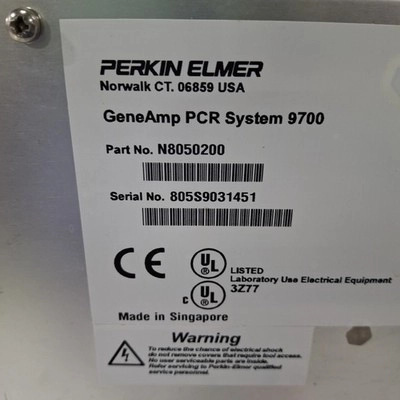 PERKIN ELMER
Norwalk CT. 06859 USA
GeneAmp PCR System 9700
Part No. N8050200
Serial No. 805S9031451
CE
UL
LISTED
Laboratory Use Electrical Equipment
3Z77
C UL
Made in Singapore
Warning
To reduce the chance of electrical shock
do not remove covers that require tool access.
No user serviceable parts are inside.
Refer servicing to Perkin-Elmer qualified
service personnel.